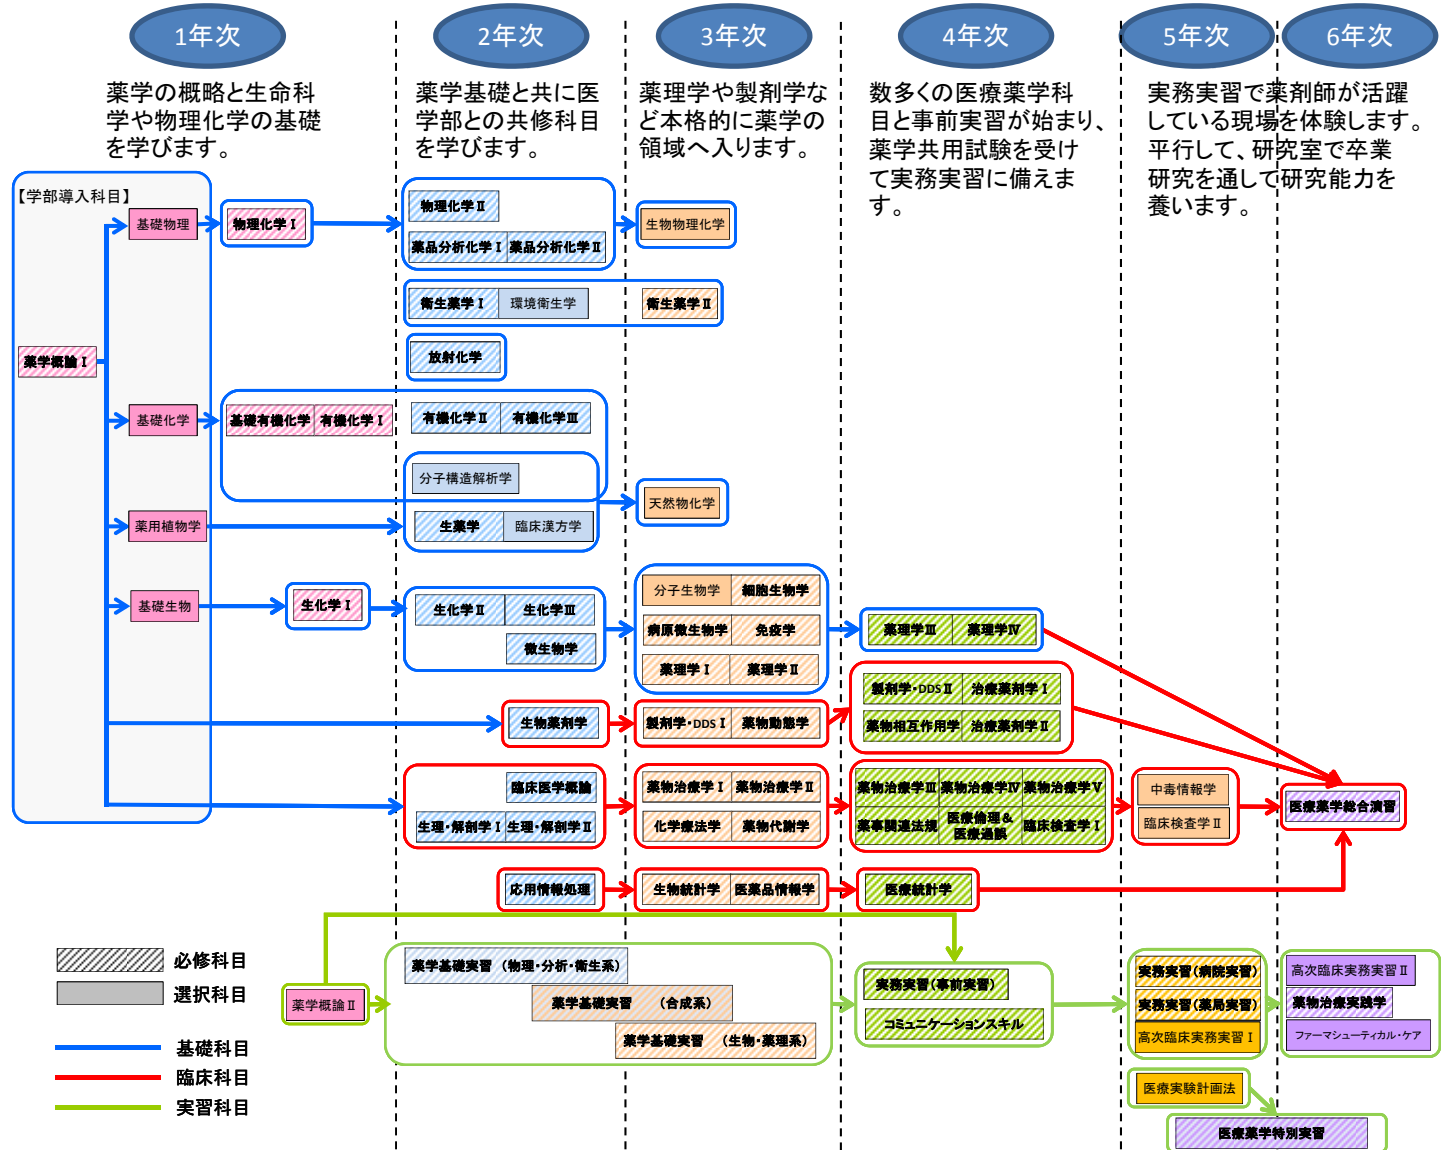 1年次
2年次
3年次
4年次
5年次
6年次
薬学の概略と生命科
学や物理化学の基礎
を学びます。
薬学基礎と共に医
学部との共修科目
を学びます。
薬理学や製剤学な
ど本格的に薬学の
領域へ入ります。
数多くの医療薬学科
目と事前実習が始まり、
薬学共用試験を受け
て実務実習に備えま
す。
実務実習で薬剤師が活躍
している現場を体験します。
平行して、研究室で卒業
研究を通して研究能力を
養います。
【学部導入科目】
薬学概論Ⅰ
基礎物理
物理化学Ⅰ
物理化学Ⅱ
薬品分析化学Ⅰ
薬品分析化学Ⅱ
生物物理化学
衛生薬学Ⅰ
環境衛生学
衛生薬学Ⅱ
放射化学
基礎化学
基礎有機化学
有機化学Ⅰ
有機化学Ⅱ
有機化学Ⅲ
分子構造解析学
天然物化学
薬用植物学
生薬学
臨床漢方学
基礎生物
生化学Ⅰ
生化学Ⅱ
生化学Ⅲ
微生物学
分子生物学
細胞生物学
病原微生物学
免疫学
薬理学Ⅰ
薬理学Ⅱ
薬理学Ⅲ
薬理学Ⅳ
生物薬剤学
製剤学・DDSⅠ
薬物動態学
製剤学・DDSⅡ
治療薬剤学Ⅰ
薬物相互作用学
治療薬剤学Ⅱ
臨床医学概論
生理・解剖学Ⅰ
生理・解剖学Ⅱ
薬物治療学Ⅰ
薬物治療学Ⅱ
化学療法学
薬物代謝学
薬物治療学Ⅲ
薬物治療学Ⅳ
薬物治療学Ⅴ
薬事関連法規
医療倫理&
医療過誤
臨床検査学Ⅰ
中毒情報学
臨床検査学Ⅱ
医療薬学総合演習
応用情報処理
生物統計学
医薬品情報学
医療統計学
必修科目
選択科目
基礎科目
臨床科目
実習科目
薬学概論Ⅱ
薬学基礎実習 (物理・分析・衛生系)
薬学基礎実習 (合成系)
薬学基礎実習 (生物・薬理系)
実務実習(事前実習)
コミュニケーションスキル
実務実習(病院実習)
実務実習(薬局実習)
高次臨床実務実習Ⅰ
高次臨床実務実習Ⅱ
薬物治療実践学
ファーマシューティカル・ケア
医療実験計画法
医療薬学特別実習